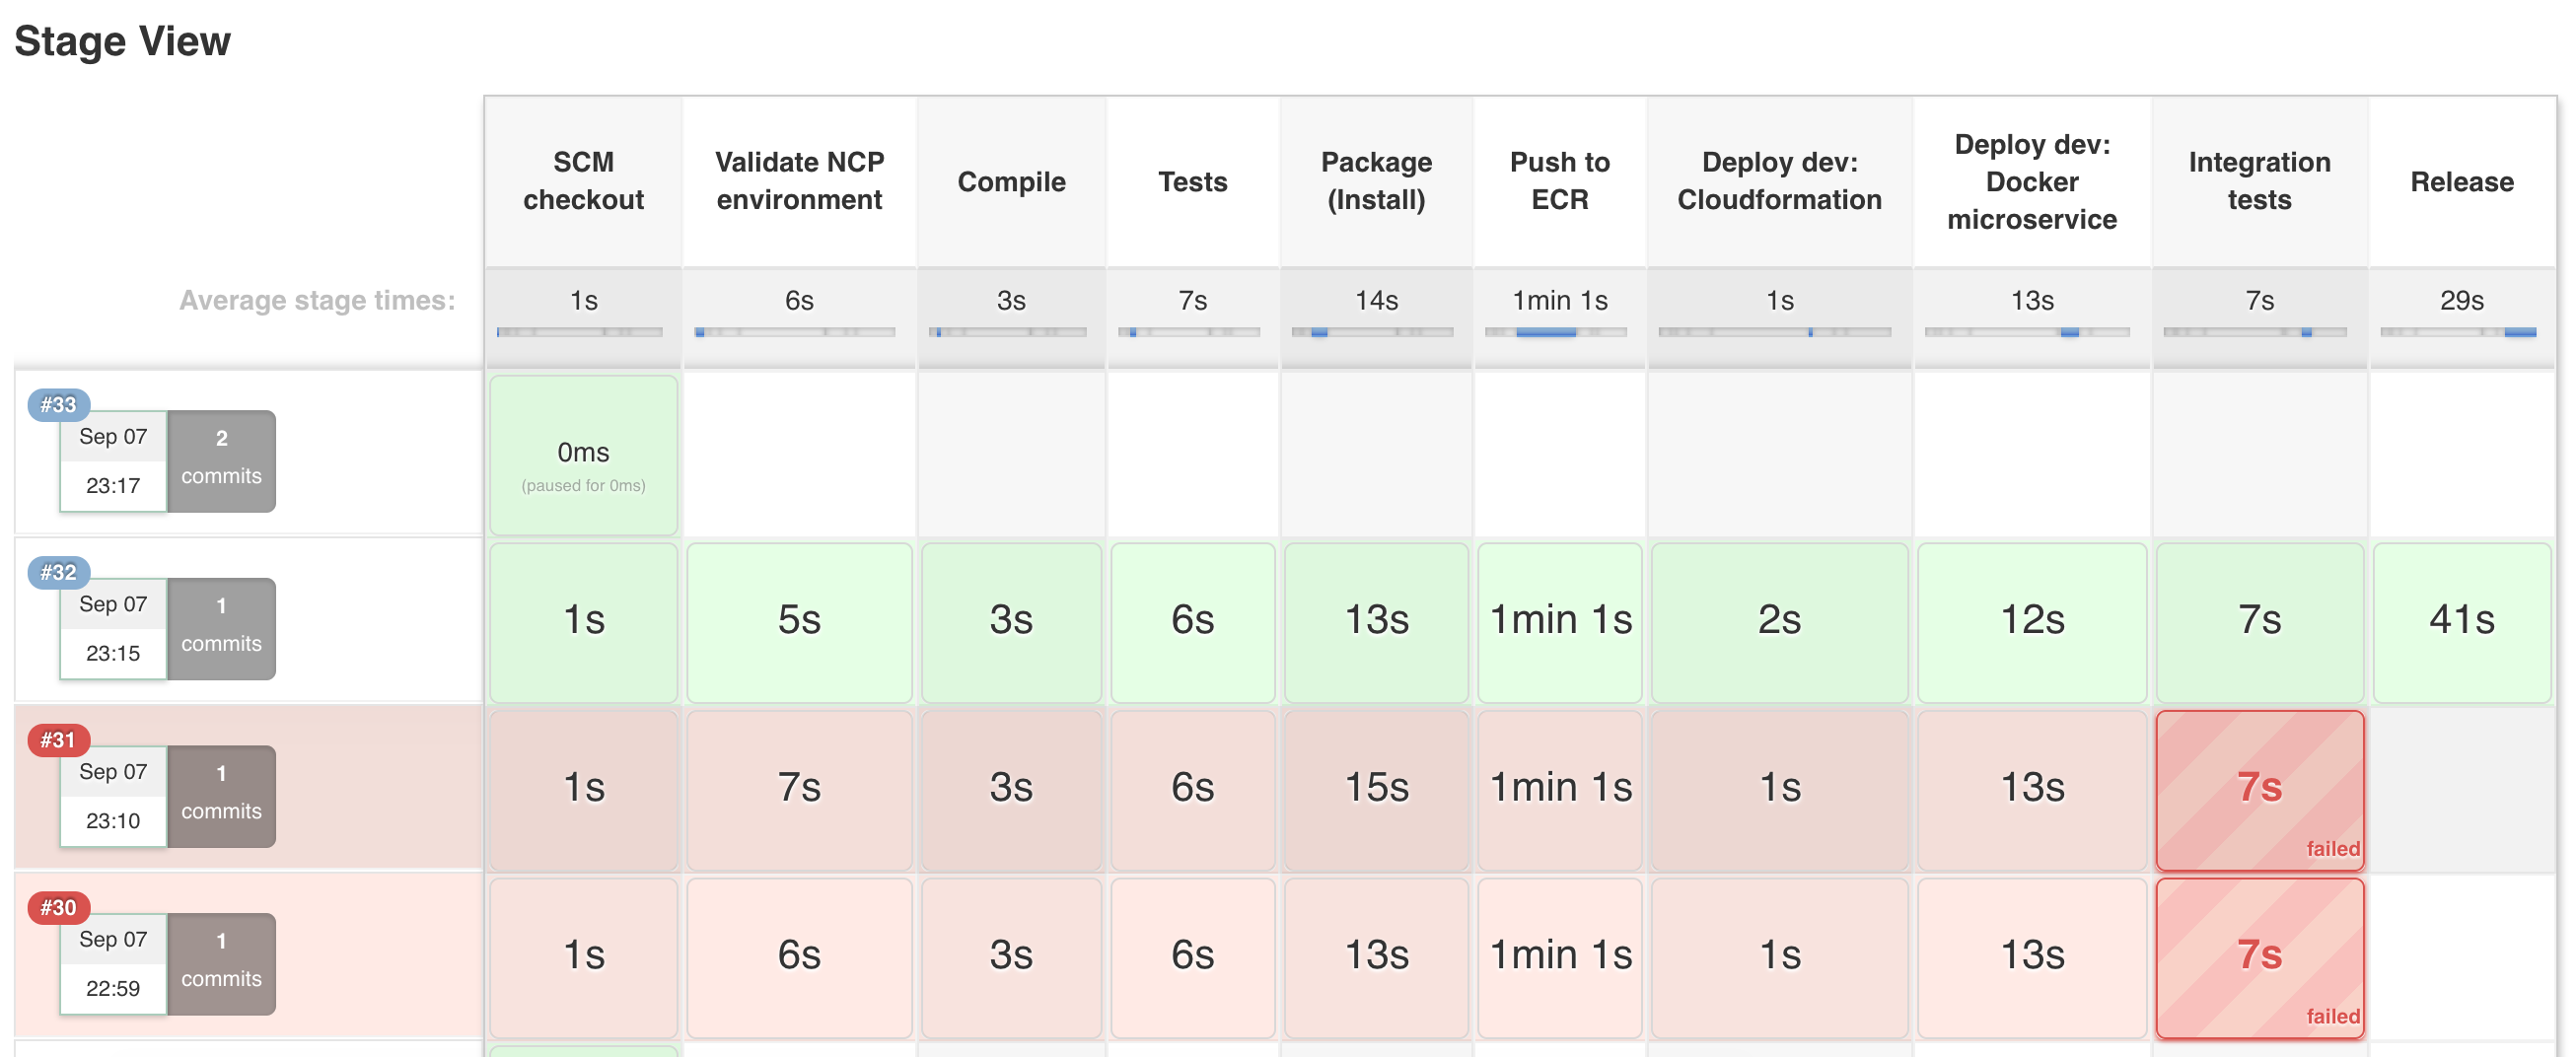 Stage View
SCM
checkout
Validate NCP
environment
Compile
Tests
Package
(Install)
Push to
ECR
Deploy dev:
Cloudformation
Deploy dev:
Docker
microservice
Integration
tests
Release
Average stage times:
1s
6s
3s
7s
14s
1min 1s
1s
13s
7s
29s
#33
Sep 07
23:17
2
commits
0ms
(paused for 0ms)
#32
Sep 07
23:15
1
commits
1s
5s
3s
6s
13s
1min 1s
2s
12s
7s
41s
#31
Sep 07
23:10
1
commits
1s
7s
3s
6s
15s
1min 1s
1s
13s
7s
failed
#30
Sep 07
22:59
1
commits
1s
6s
3s
6s
13s
1min 1s
1s
13s
7s
failed